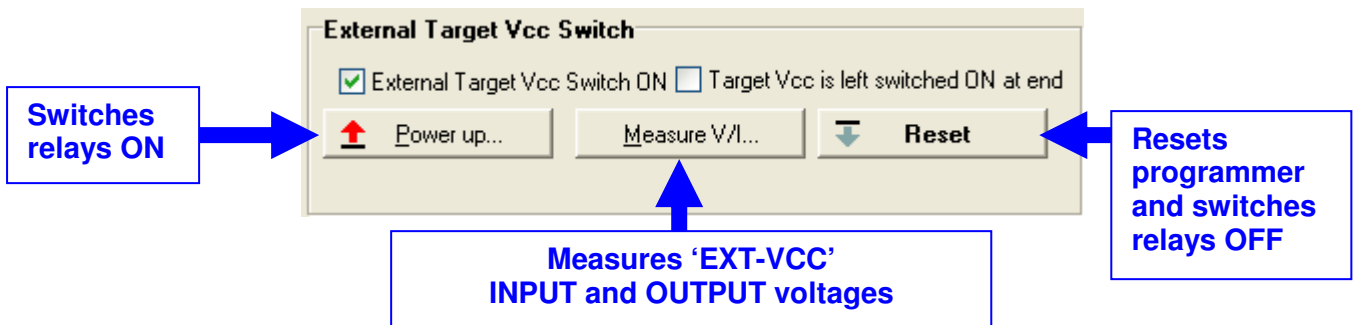 External Target Vcc Switch
External Target Vcc Switch ON
Target Vcc is left switched ON at end
Switches
relays ON
Power up...
Measure V/I...
Reset
Resets
programmer
and switches
relays OFF
Measures ‘EXT-VCC’
INPUT and OUTPUT voltages